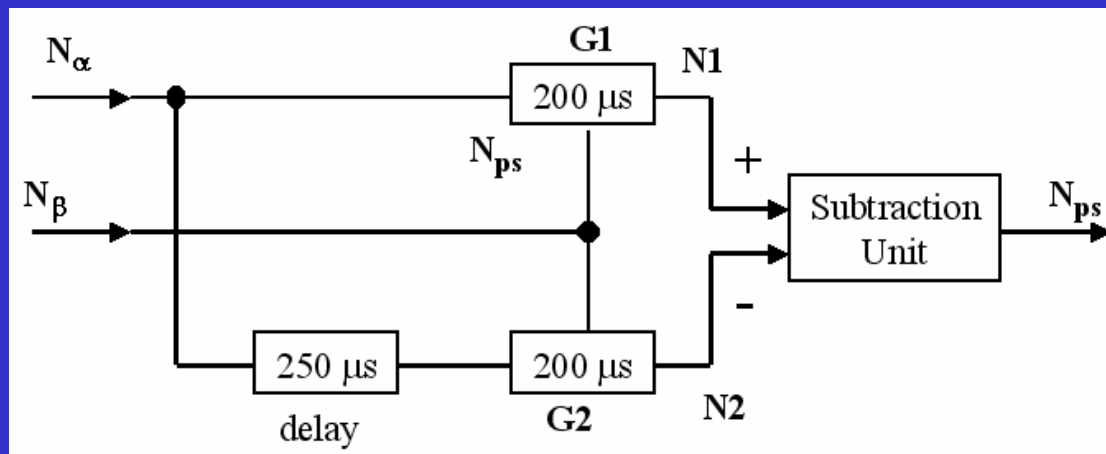 G1
Nα
N1
200 µs
Nps
+
Nβ
Subtraction
Unit
Nps
-
250 µs
200 µs
N2
G2
delay